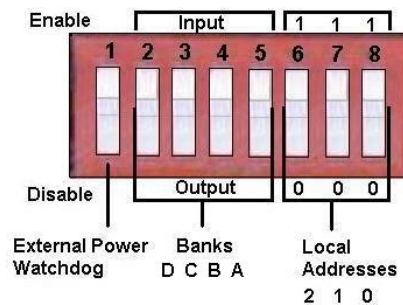 Enable Input 1 1 1
1 2 3 4 5 6 7 8
Disable Output 0 0 0
External Power Banks Local
Watchdog D C B A Addresses
2 1 0